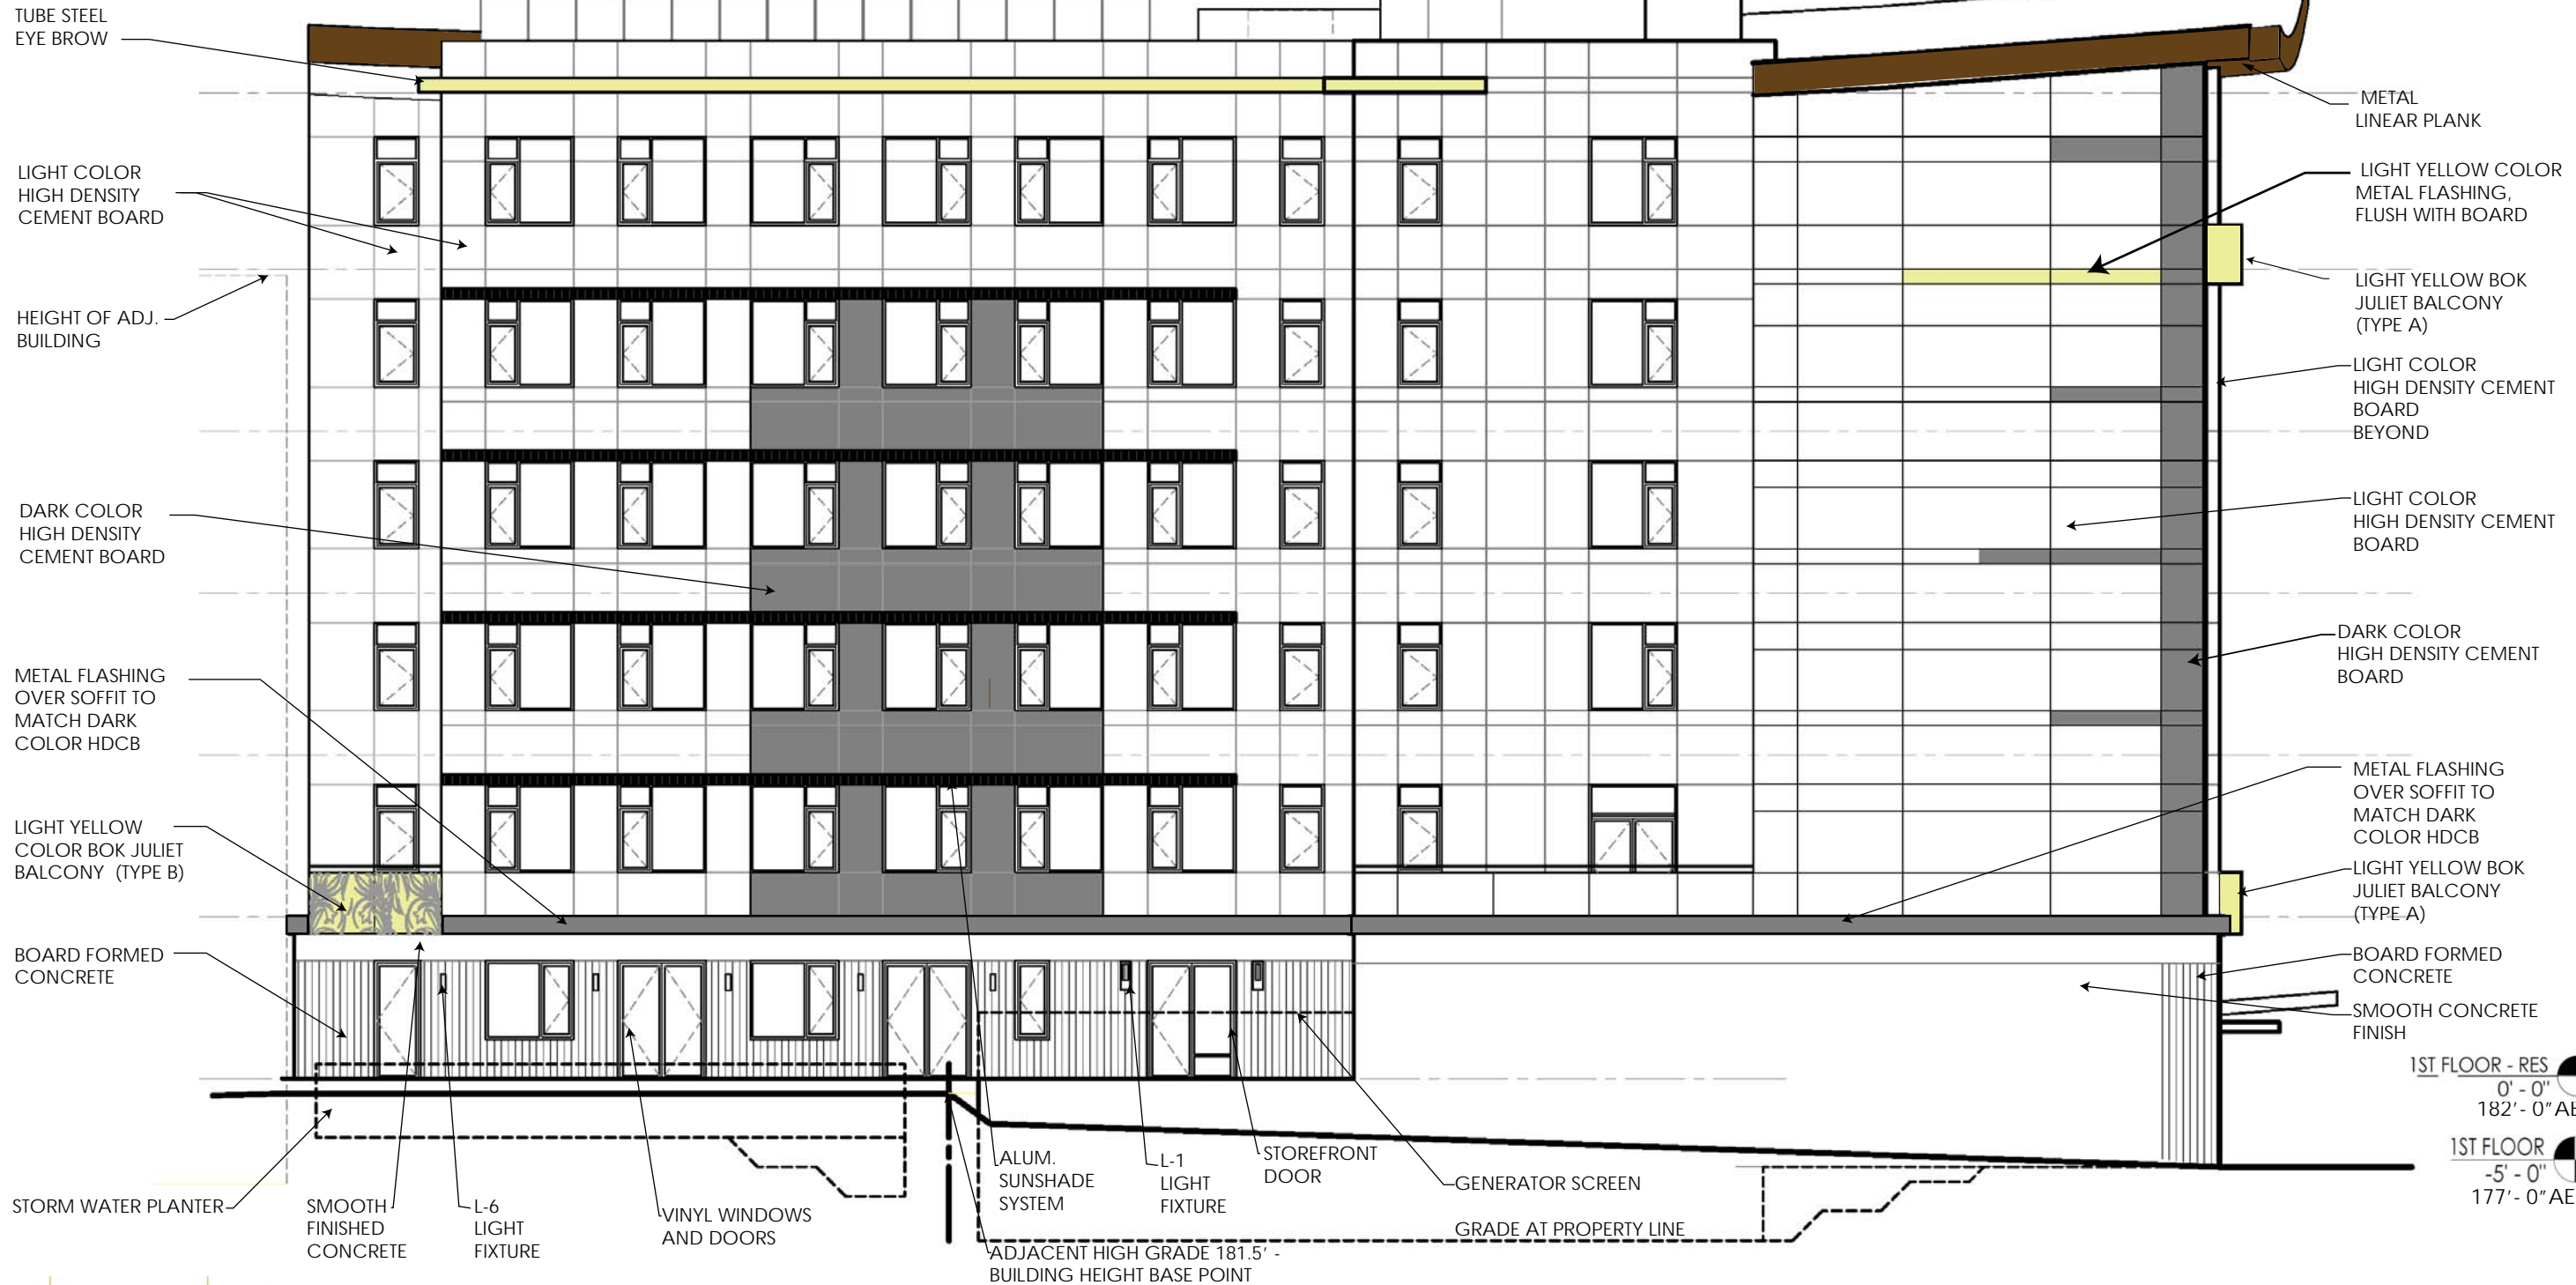 TUBE STEEL
EYE BROW
LIGHT COLOR
HIGH DENSITY
CEMENT BOARD
HEIGHT OF ADJ.
BUILDING
DARK COLOR
HIGH DENSITY
CEMENT BOARD
METAL FLASHING
OVER SOFFIT TO
MATCH DARK
COLOR HDCB
LIGHT YELLOW
COLOR BOK JULIET
BALCONY (TYPE B)
BOARD FORMED
CONCRETE
STORM WATER PLANTER
SMOOTH
FINISHED
CONCRETE
L-6
LIGHT
FIXTURE
VINYL WINDOWS
AND DOORS
ALUM.
SUNSHADE
SYSTEM
ADJACENT HIGH GRADE 181.5' -
BUILDING HEIGHT BASE POINT
L-1
LIGHT
FIXTURE
STOREFRONT
DOOR
GENERATOR SCREEN
GRADE AT PROPERTY LINE
METAL
LINEAR PLANK
LIGHT YELLOW COLOR
METAL FLASHING,
FLUSH WITH BOARD
LIGHT YELLOW BOK
JULIET BALCONY
(TYPE A)
LIGHT COLOR
HIGH DENSITY CEMENT
BOARD
BEYOND
LIGHT COLOR
HIGH DENSITY CEMENT
BOARD
DARK COLOR
HIGH DENSITY CEMENT
BOARD
METAL FLASHING
OVER SOFFIT TO
MATCH DARK
COLOR HDCB
LIGHT YELLOW BOK
JULIET BALCONY
(TYPE A)
BOARD FORMED
CONCRETE
SMOOTH CONCRETE
FINISH
1ST FLOOR - RES
0' - 0"
182'- 0"
1ST FLOOR
-5' - 0"
177'- 0"